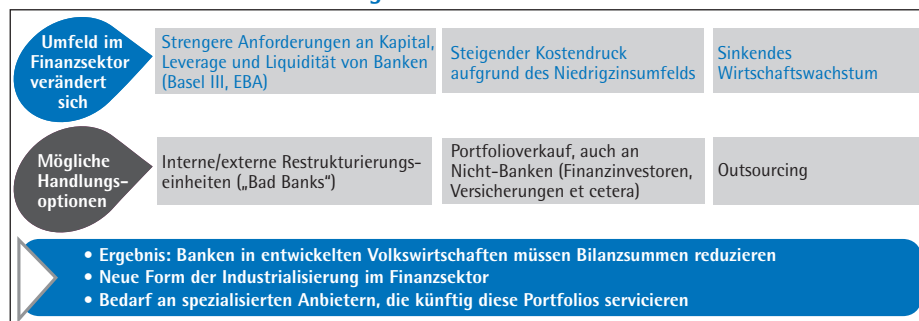 Umfeld im
Finanzsektor
verändert
sich
Strengere Anforderungen an Kapital,
Leverage und Liquidität von Banken
(Basel III, EBA)
Steigender Kostendruck
aufgrund des Niedrigzinsumfelds
Sinkendes
Wirtschaftswachstum
Mögliche
Handlungs-
optionen
Interne/externe Restrukturierungs-
einheiten („Bad Banks“)
Portfolioverkauf, auch an
Nicht-Banken (Finanzinvestoren,
Versicherungen et cetera)
Outsourcing
• Ergebnis: Banken in entwickelten Volkswirtschaften müssen Bilanzsummen reduzieren
• Neue Form der Industrialisierung im Finanzsektor
• Bedarf an spezialisierten Anbietern, die künftig diese Portfolios servicieren